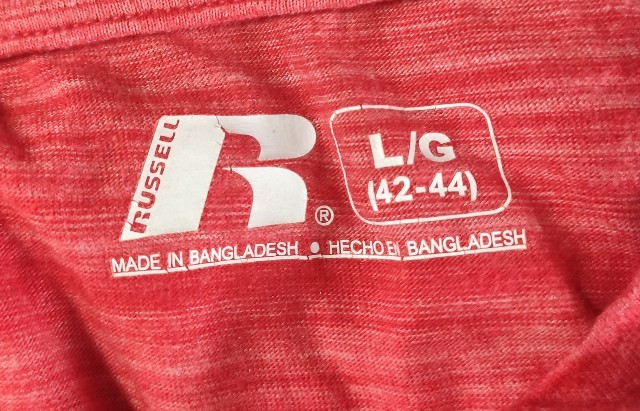 RUSSELL
R®
L/G
(42-44)
MADE IN BANGLADESH • HECHO EN BANGLADESH